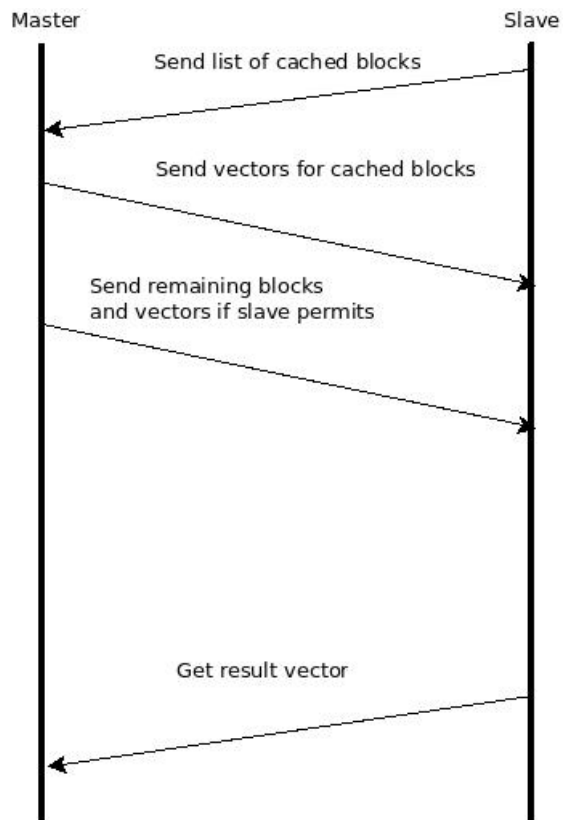 Master
Slave
Send list of cached blocks
Send vectors for cached blocks
Send remaining blocks
and vectors if slave permits
Get result vector